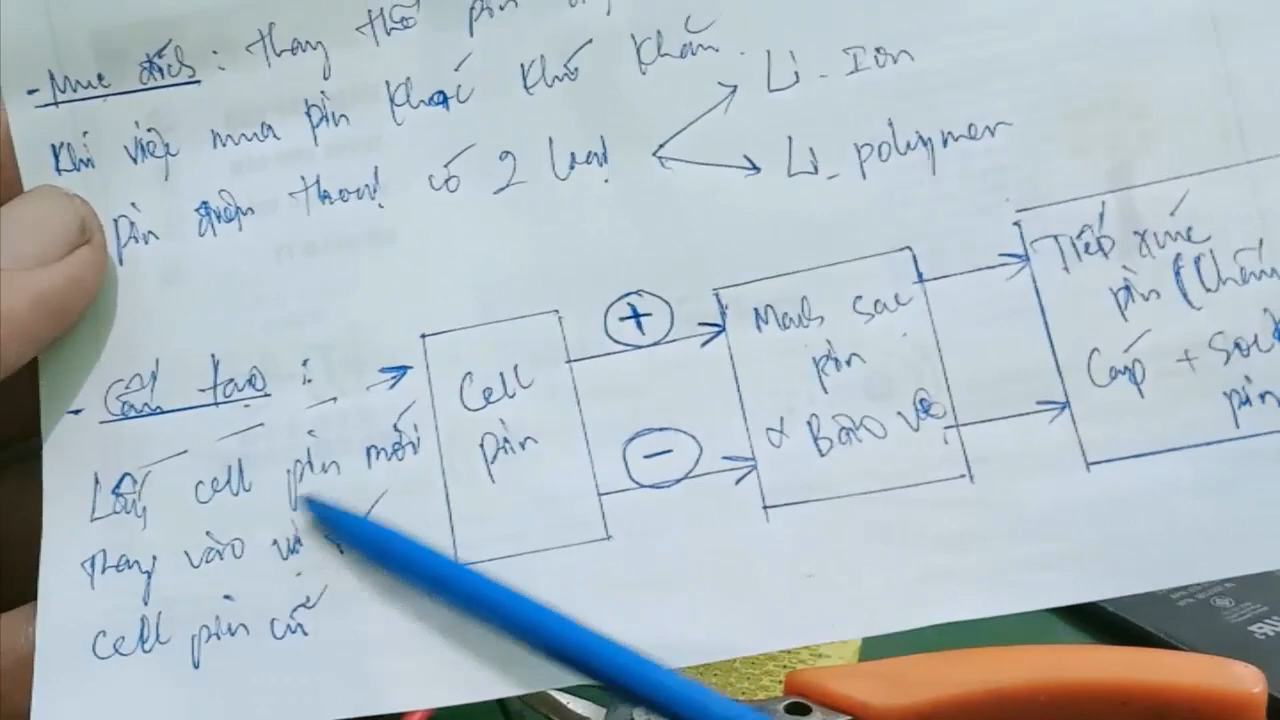 - Mục đích : thay thế pin
khi việc mua pin khác khó khăn.
pin điện thoại có 2 loại
Li - Ion
Li - polymer
- Cấu tạo :
Lấy cell pin mới
thay vào vị trí
cell pin cũ
Cell
pin
+
-
Mạch sạc
pin
& Bảo vệ
Tiếp xúc
pin (Chân
Cáp +
pin